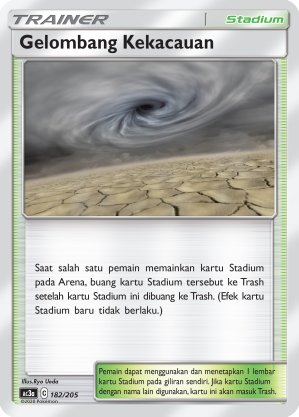 TRAINER
Stadium
Gelombang Kekacauan
Saat salah satu pemain memainkan kartu Stadium
pada Arena, buang kartu Stadium tersebut ke Trash
setelah kartu Stadium ini dibuang ke Trash. (Efek kartu
Stadium baru tidak berlaku.)
Illus.Ryo Ueda
Pemain dapat menggunakan dan menetapkan 1 lembar
kartu Stadium pada giliran sendiri. Jika kartu Stadium
dengan nama lain digunakan, kartu ini akan masuk Trash.
AC3a C 182/205
©2020 Pokémon